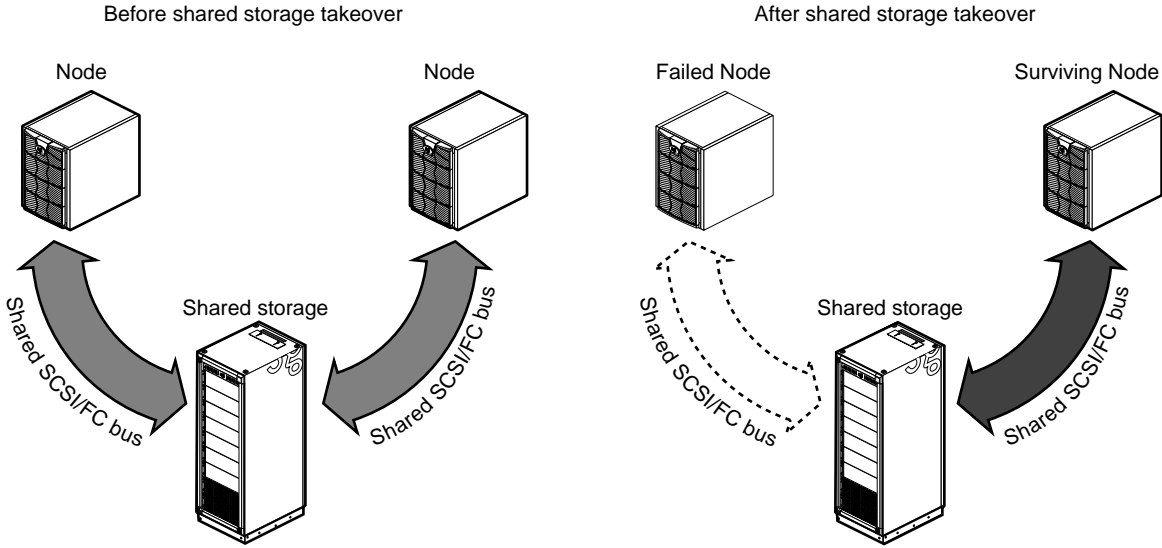 Before shared storage takeover
Node
Node
Shared storage
Shared SCSI/FC bus
Shared SCSI/FC bus
After shared storage takeover
Failed Node
Surviving Node
Shared storage
Shared SCSI/FC bus
Shared SCSI/FC bus